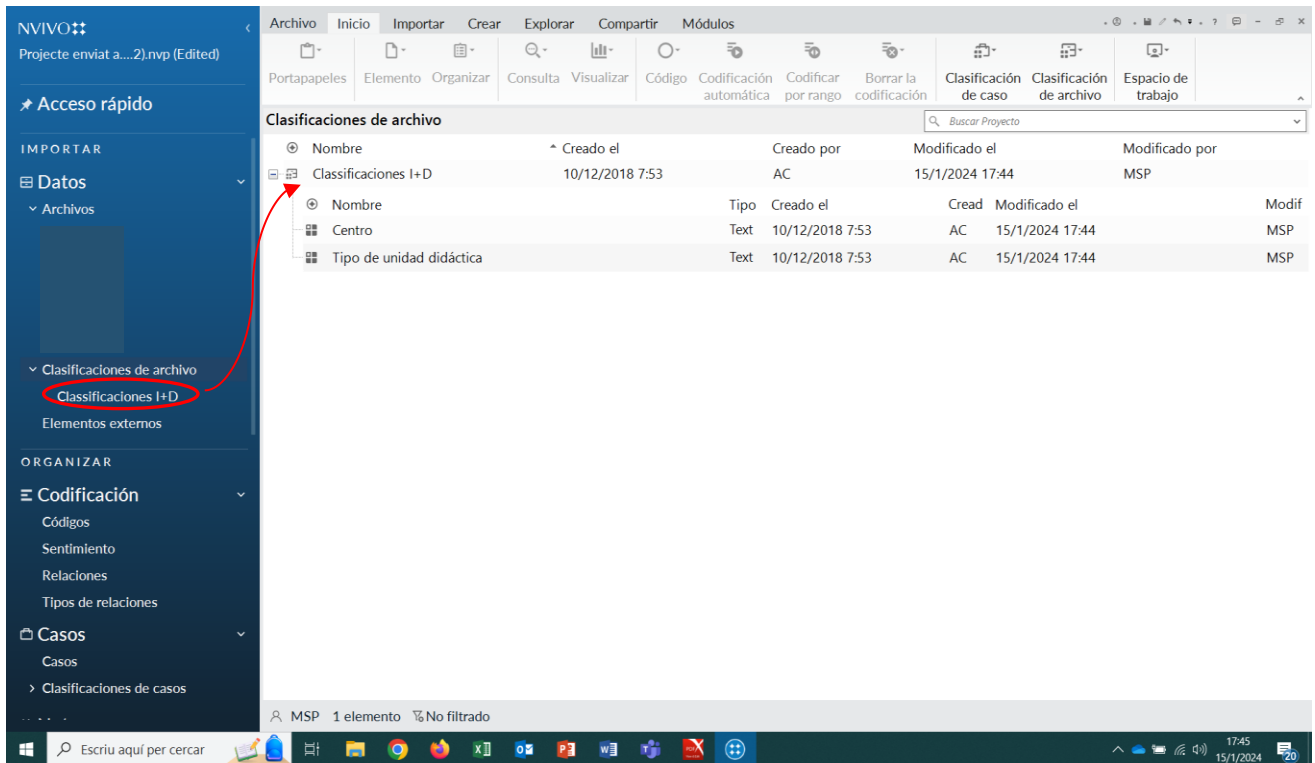 NVIVO
Projecte enviat a....2).nvp (Edited)
Acceso rápido
IMPORTAR
Datos
Archivos
Clasificaciones de archivo
Classificaciones I+D
Elementos externos
ORGANIZAR
Codificación
Códigos
Sentimiento
Relaciones
Tipos de relaciones
Casos
Casos
Clasificaciones de casos
Archivo Inicio Importar Crear Explorar Compartir Módulos
Portapapeles Elemento Organizar Consulta Visualizar Código Codificación Codificar Borrar la Clasificación Clasificación Espacio de
automática por rango codificación de caso de archivo trabajo
Clasificaciones de archivo Buscar Proyecto
Nombre Creado el Creado por Modificado el Modificado por
Classificaciones I+D 10/12/2018 7:53 AC 15/1/2024 17:44 MSP
Nombre Tipo Creado el Cread Modificado el Modif
Centro Text 10/12/2018 7:53 AC 15/1/2024 17:44 MSP
Tipo de unidad didáctica Text 10/12/2018 7:53 AC 15/1/2024 17:44 MSP
MSP 1 elemento No filtrado
Escriu aquí per cercar
17:45
15/1/2024
20